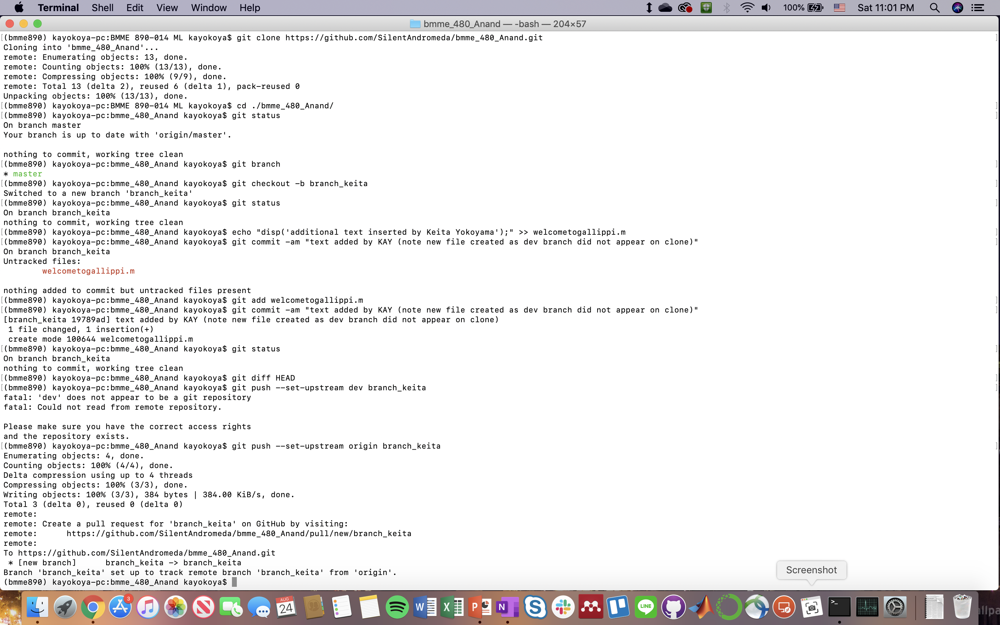 Terminal Shell Edit View Window Help 100% Sat 11:01 PM
bmme_480_Anand — -bash — 204×57
(bmme890) kayokoya-pc:BMME 890-014 ML kayokoya$ git clone https://github.com/SilentAndromeda/bmme_480_Anand.git
Cloning into 'bmme_480_Anand'...
remote: Enumerating objects: 13, done.
remote: Counting objects: 100% (13/13), done.
remote: Compressing objects: 100% (9/9), done.
remote: Total 13 (delta 2), reused 6 (delta 1), pack-reused 0
Unpacking objects: 100% (13/13), done.
(bmme890) kayokoya-pc:BMME 890-014 ML kayokoya$ cd ./bmme_480_Anand/
(bmme890) kayokoya-pc:bmme_480_Anand kayokoya$ git status
On branch master
Your branch is up to date with 'origin/master'.
nothing to commit, working tree clean
(bmme890) kayokoya-pc:bmme_480_Anand kayokoya$ git branch
* master
(bmme890) kayokoya-pc:bmme_480_Anand kayokoya$ git checkout -b branch_keita
Switched to a new branch 'branch_keita'
(bmme890) kayokoya-pc:bmme_480_Anand kayokoya$ git status
On branch branch_keita
nothing to commit, working tree clean
(bmme890) kayokoya-pc:bmme_480_Anand kayokoya$ echo "disp('additional text inserted by Keita Yokoyama');" >> welcometogallippi.m
(bmme890) kayokoya-pc:bmme_480_Anand kayokoya$ git commit -am "text added by KAY (note new file created as dev branch did not appear on clone)"
On branch branch_keita
Untracked files:
welcometogallippi.m
nothing added to commit but untracked files present
(bmme890) kayokoya-pc:bmme_480_Anand kayokoya$ git add welcometogallippi.m
(bmme890) kayokoya-pc:bmme_480_Anand kayokoya$ git commit -am "text added by KAY (note new file created as dev branch did not appear on clone)"
[branch_keita 19789ad] text added by KAY (note new file created as dev branch did not appear on clone)
1 file changed, 1 insertion(+)
create mode 100644 welcometogallippi.m
(bmme890) kayokoya-pc:bmme_480_Anand kayokoya$ git status
On branch branch_keita
nothing to commit, working tree clean
(bmme890) kayokoya-pc:bmme_480_Anand kayokoya$ git diff HEAD
(bmme890) kayokoya-pc:bmme_480_Anand kayokoya$ git push --set-upstream dev branch_keita
fatal: 'dev' does not appear to be a git repository
fatal: Could not read from remote repository.
Please make sure you have the correct access rights
and the repository exists.
(bmme890) kayokoya-pc:bmme_480_Anand kayokoya$ git push --set-upstream origin branch_keita
Enumerating objects: 4, done.
Counting objects: 100% (4/4), done.
Delta compression using up to 4 threads
Compressing objects: 100% (3/3), done.
Writing objects: 100% (3/3), 384 bytes | 384.00 KiB/s, done.
Total 3 (delta 0), reused 0 (delta 0)
remote:
remote: Create a pull request for 'branch_keita' on GitHub by visiting:
remote: https://github.com/SilentAndromeda/bmme_480_Anand/pull/new/branch_keita
remote:
To https://github.com/SilentAndromeda/bmme_480_Anand.git
* [new branch] branch_keita -> branch_keita
Branch 'branch_keita' set up to track remote branch 'branch_keita' from 'origin'.
(bmme890) kayokoya-pc:bmme_480_Anand kayokoya$
Screenshot
3
AUG
24
W
X
P
N
S
LINE
>_